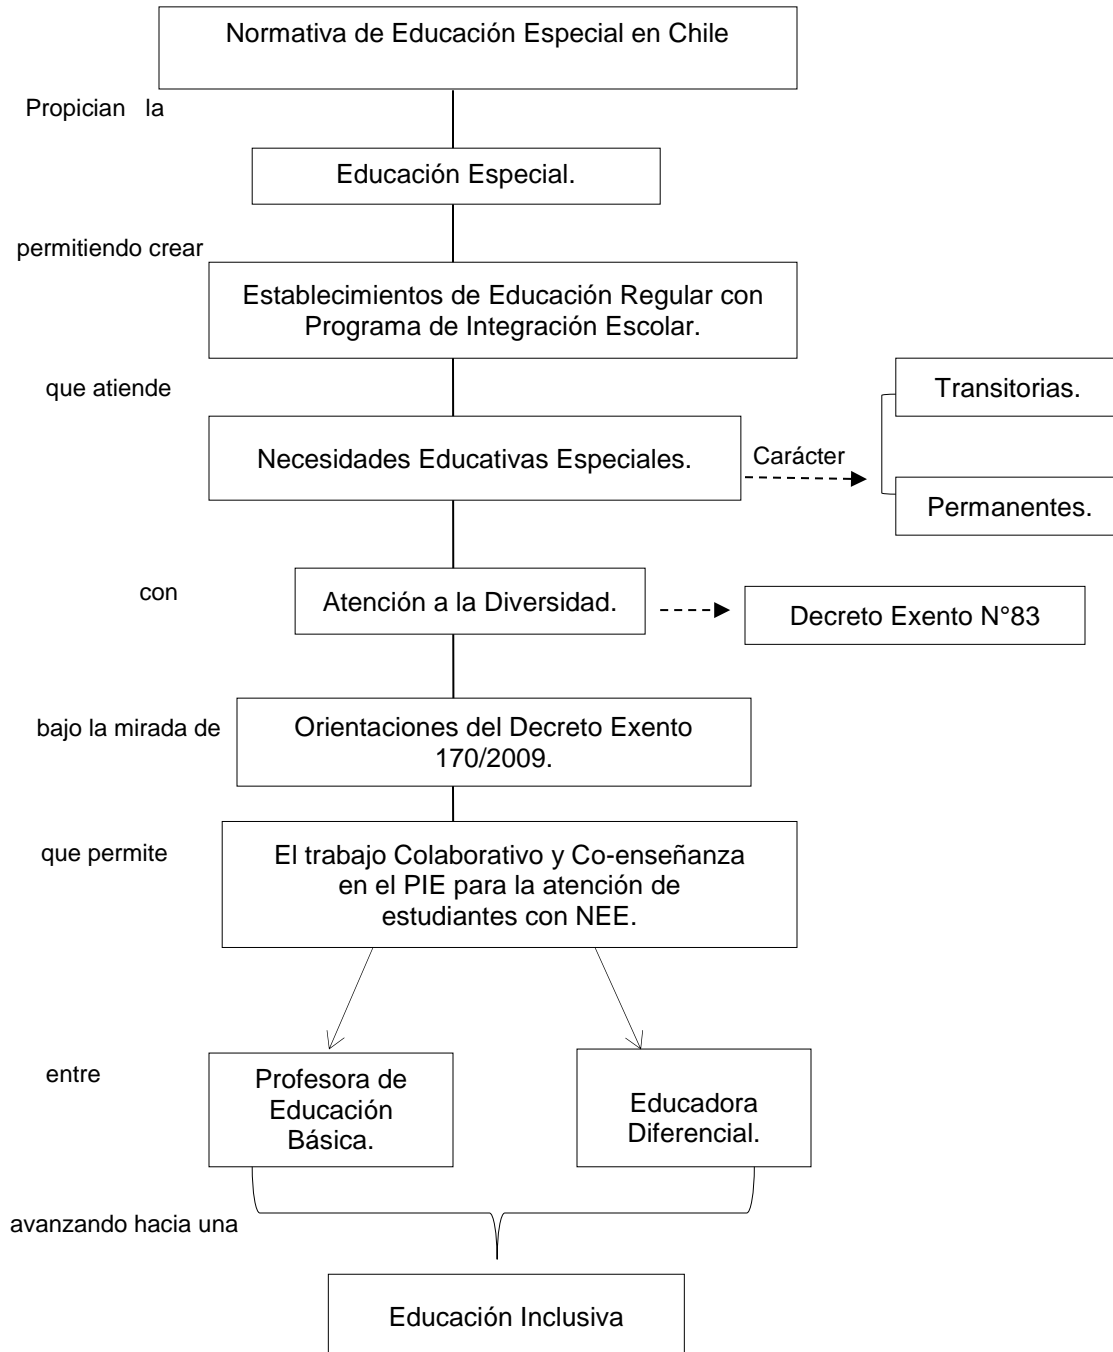 Normativa de Educación Especial en Chile
Propician la
Educación Especial.
permitiendo crear
Establecimientos de Educación Regular con
Programa de Integración Escolar.
que atiende
Transitorias.
Necesidades Educativas Especiales.
Carácter
Permanentes.
con
Atención a la Diversidad.
Decreto Exento N°83
bajo la mirada de
Orientaciones del Decreto Exento
170/2009.
que permite
El trabajo Colaborativo y Co-enseñanza
en el PIE para la atención de
estudiantes con NEE.
entre
Profesora de
Educación
Básica.
Educadora
Diferencial.
avanzando hacia una
Educación Inclusiva